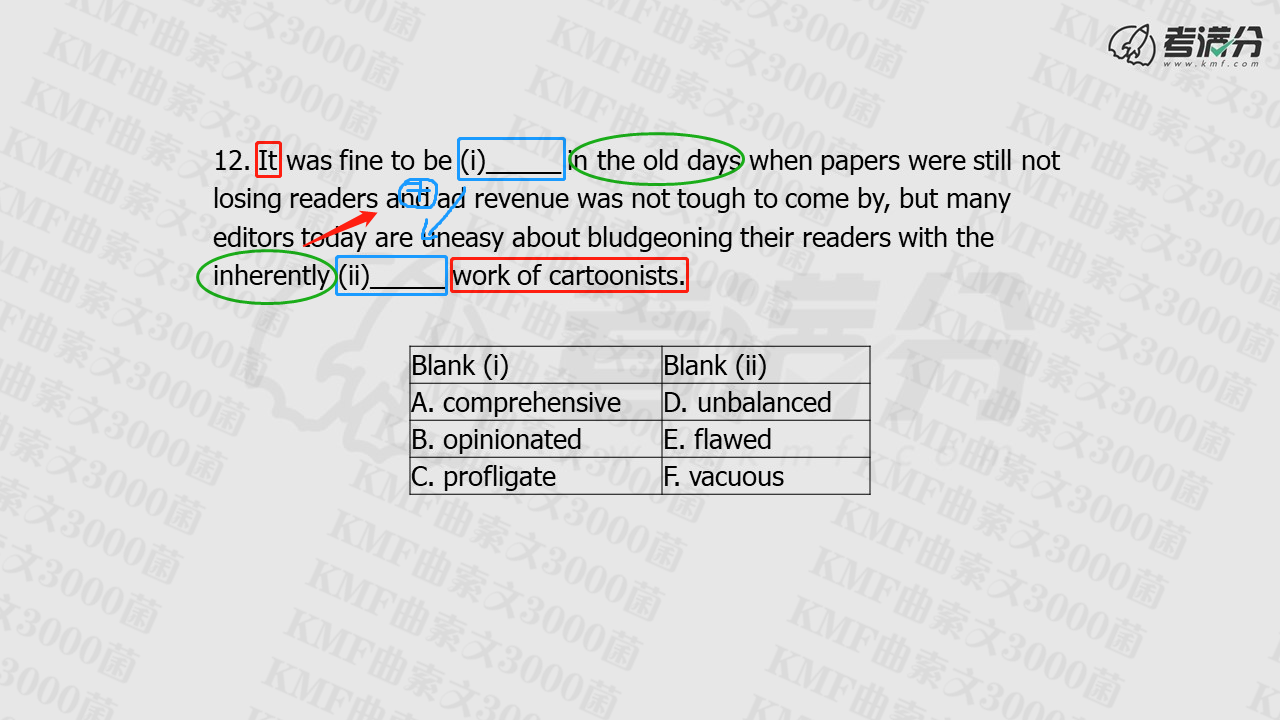 考满分
www.kmf.com
12. It was fine to be (i)______ in the old days when papers were still not
losing readers and ad revenue was not tough to come by, but many
editors today are uneasy about bludgeoning their readers with the
inherently (ii)______ work of cartoonists.
Blank (i) Blank (ii)
A. comprehensive D. unbalanced
B. opinionated E. flawed
C. profligate F. vacuous
KMF曲索文3000菌